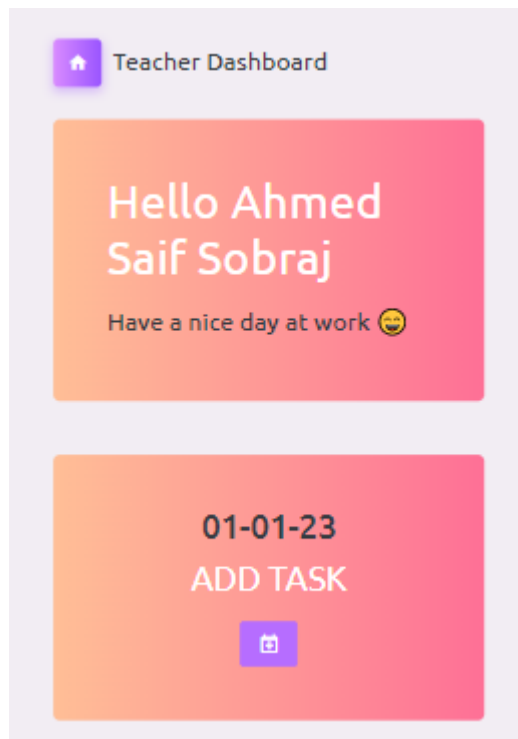 Teacher Dashboard
Hello Ahmed
Saif Sobraj
Have a nice day at work 😄
01-01-23
ADD TASK